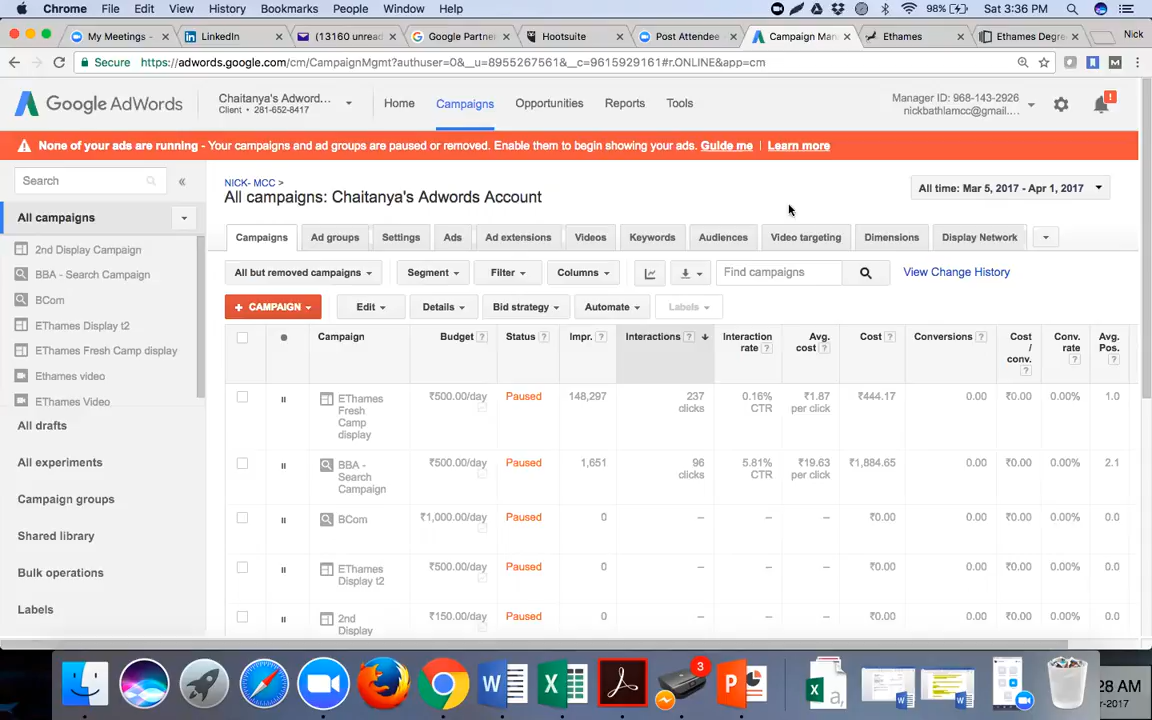 Chrome File Edit View History Bookmarks People Window Help 98% Sat 3:36 PM
My Meetings - LinkedIn (13160 unread Google Partner Hootsuite Post Attendee Campaign Man Ethames Ethames Degre Nick
Secure https://adwords.google.com/cm/CampaignMgmt?authuser=0&__u=8955267561&__c=9615929161#r.ONLINE&app=cm
Google AdWords
Chaitanya's Adword...
Client • 281-652-6417
Home Campaigns Opportunities Reports Tools
Manager ID: 968-143-2926
nickbathlamcc@gmail....
!
None of your ads are running - Your campaigns and ad groups are paused or removed. Enable them to begin showing your ads. Guide me | Learn more
Search
«
All campaigns
2nd Display Campaign
BBA - Search Campaign
BCom
EThames Display t2
EThames Fresh Camp display
Ethames video
EThames Video
All drafts
All experiments
Campaign groups
Shared library
Bulk operations
Labels
NICK- MCC >
All campaigns: Chaitanya's Adwords Account
All time: Mar 5, 2017 - Apr 1, 2017
Campaigns Ad groups Settings Ads Ad extensions Videos Keywords Audiences Video targeting Dimensions Display Network
All but removed campaigns Segment Filter Columns Find campaigns View Change History
+ CAMPAIGN Edit Details Bid strategy Automate Labels
Campaign Budget ? Status ? Impr. ? Interactions ? Interaction rate ? Avg. cost ? Cost ? Conversions ? Cost / conv. ? Conv. rate ? Avg. Pos. ?
EThames Fresh Camp display ₹500.00/day Paused 148,297 237 clicks 0.16% CTR ₹1.87 per click ₹444.17 0.00 ₹0.00 0.00% 1.0
BBA - Search Campaign ₹500.00/day Paused 1,651 96 clicks 5.81% CTR ₹19.63 per click ₹1,884.65 0.00 ₹0.00 0.00% 2.1
BCom ₹1,000.00/day Paused 0 – – – ₹0.00 0.00 ₹0.00 0.00% 0.0
EThames Display t2 ₹500.00/day Paused 0 – – – ₹0.00 0.00 ₹0.00 0.00% 0.0
2nd Display ₹150.00/day Paused 0 – – – ₹0.00 0.00 ₹0.00 0.00% 0.0
3
W X P X a,
28 AM
r-2017